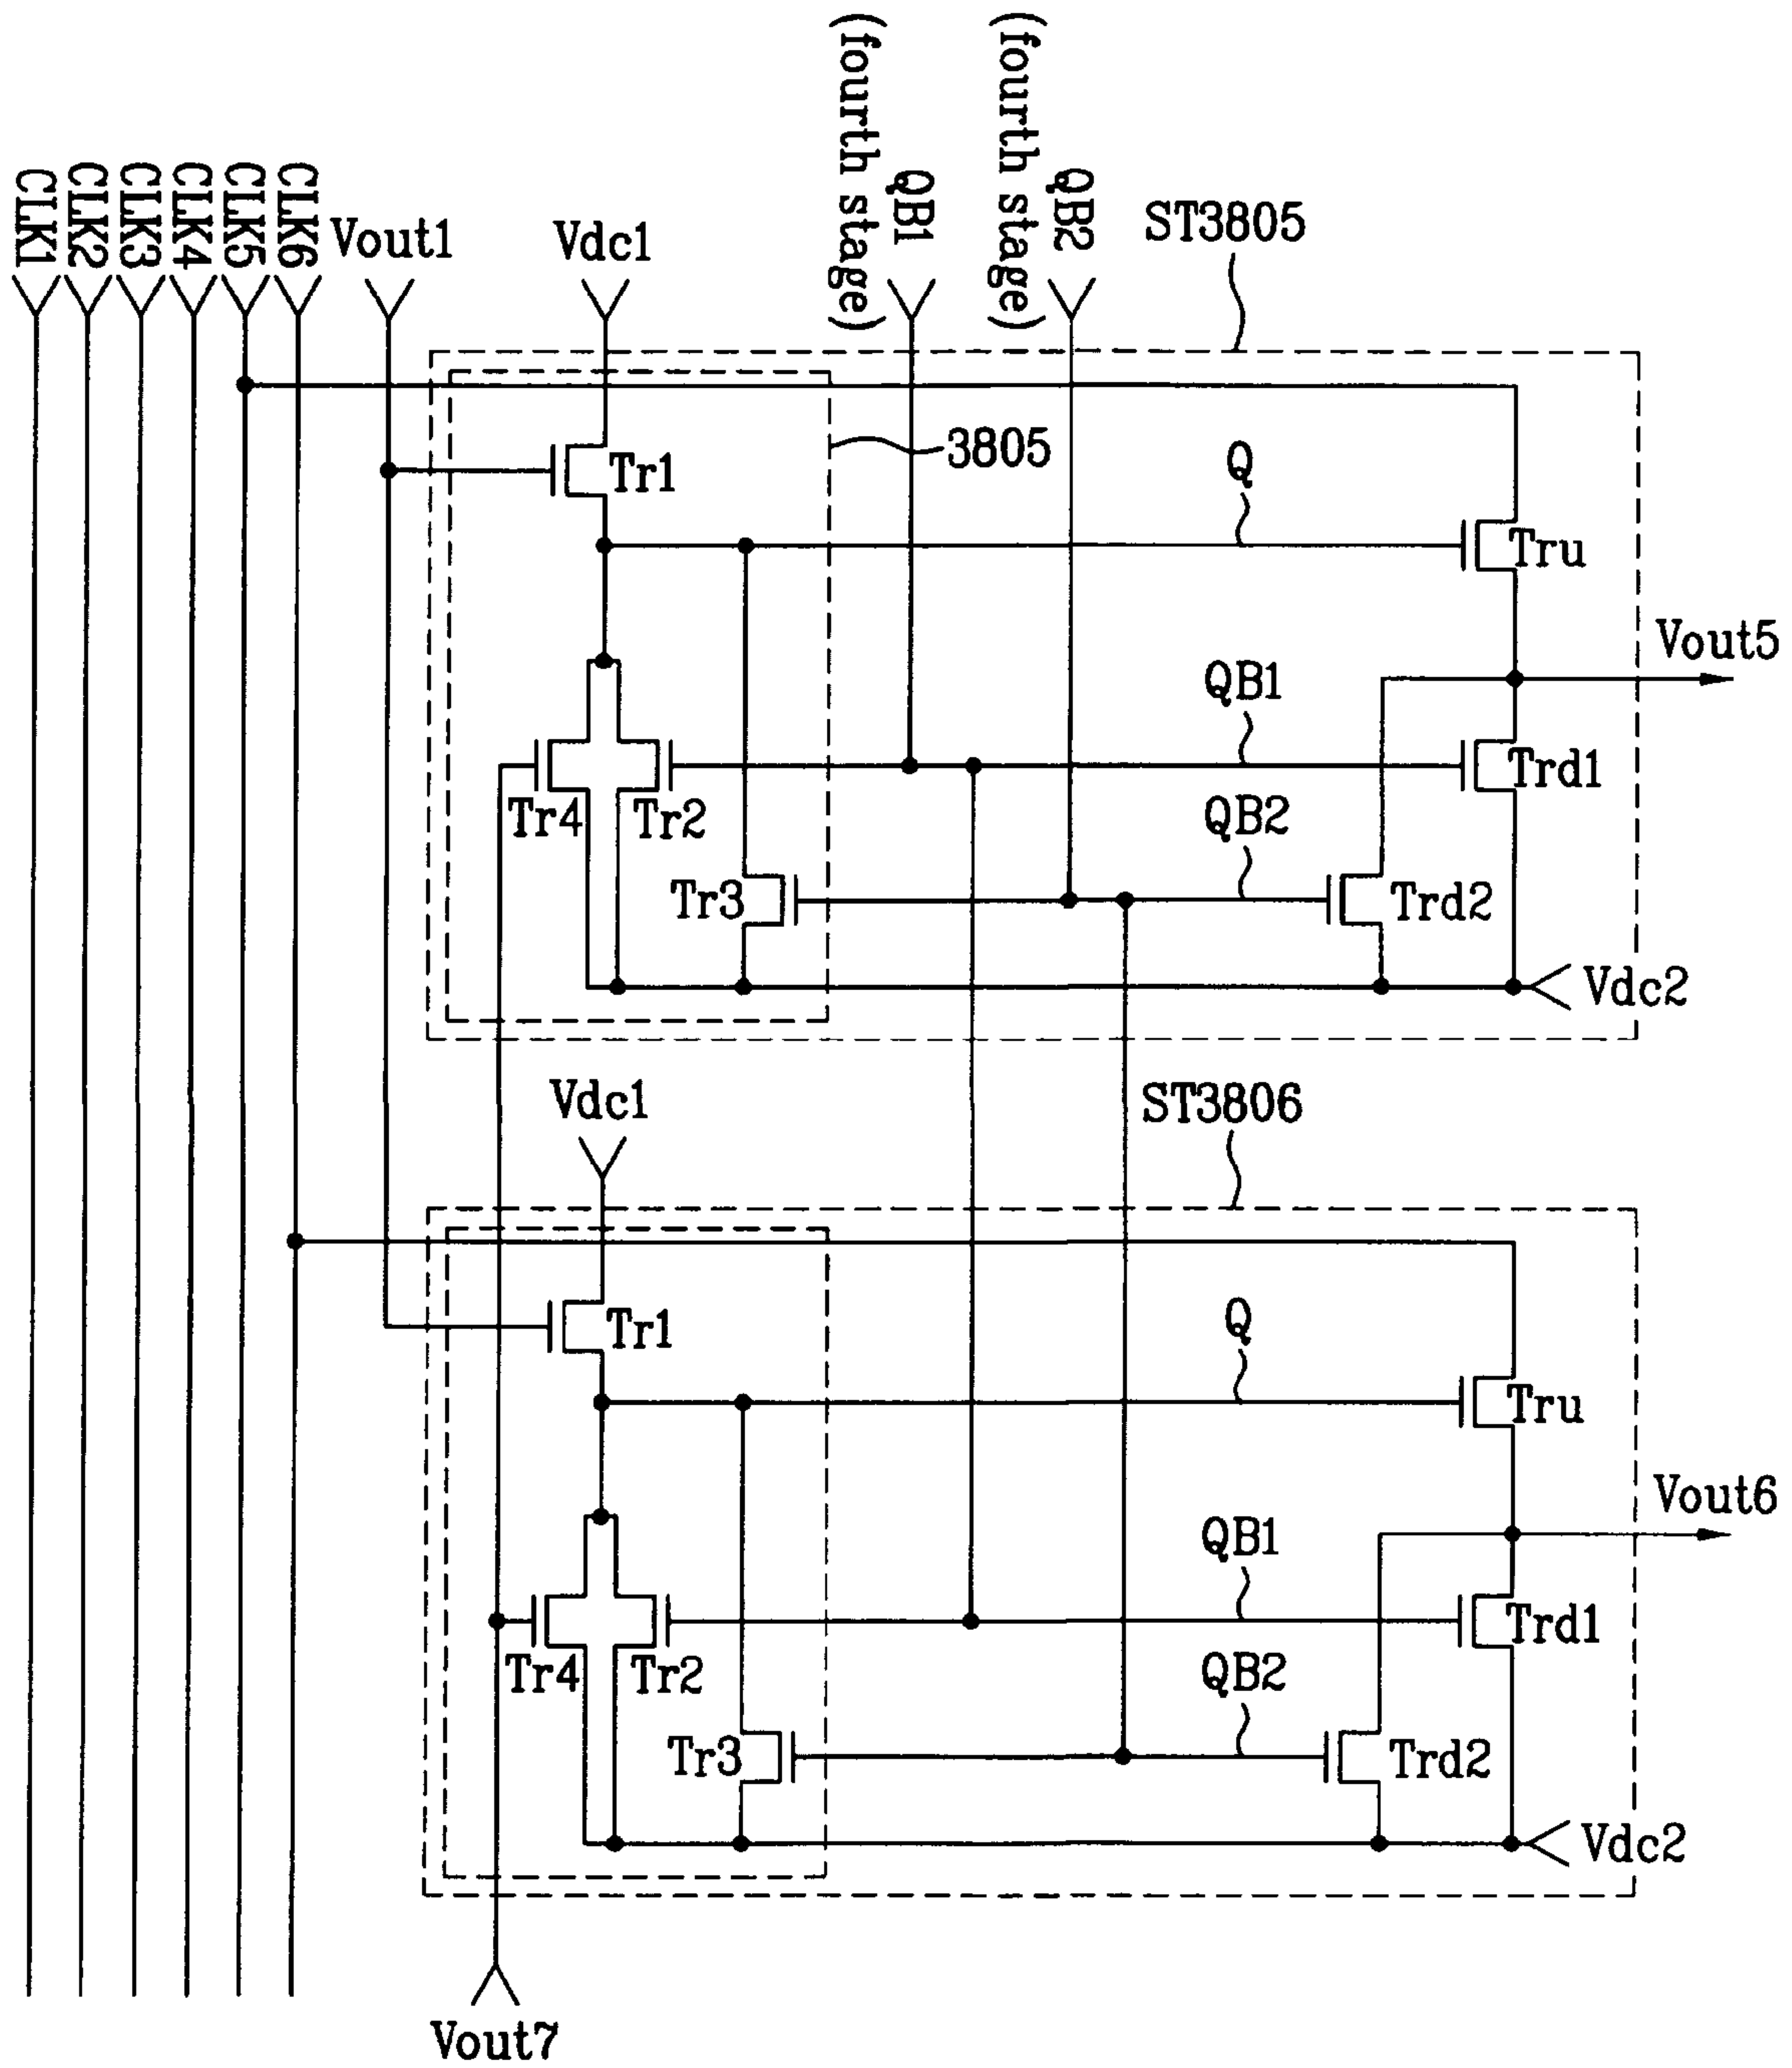 CLK1
CLK2
CLK3
CLK4
CLK5
CLK6
Vout1
Vdc1
QB1
(fourth stage)
QB2
(fourth stage)
ST3805
3805
Tr1
Q
Tru
Vout5
QB1
Trd1
Tr4
Tr2
QB2
Tr3
Trd2
Vdc2
Vdc1
ST3806
Tr1
Q
Tru
Vout6
QB1
Trd1
Tr4
Tr2
QB2
Tr3
Trd2
Vdc2
Vout7